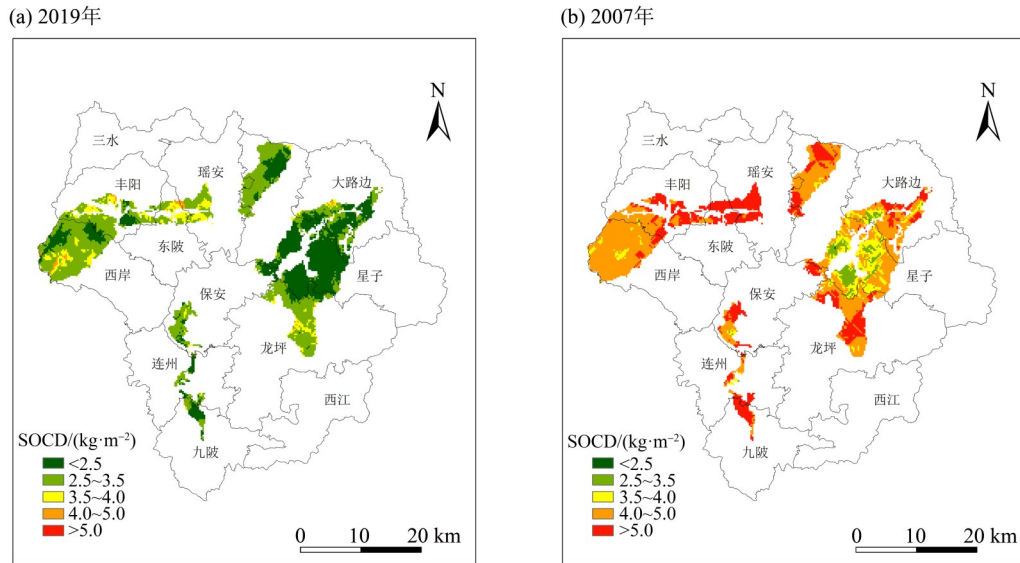 (a) 2019年
N
三水
丰阳
瑶安
大路边
东陂
西岸
星子
保安
龙坪
连州
西江
九陂
SOCD/(kg·m⁻²)
<2.5
2.5~3.5
3.5~4.0
4.0~5.0
>5.0
0 10 20 km
(b) 2007年
N
三水
丰阳
瑶安
大路边
东陂
西岸
星子
保安
龙坪
连州
西江
九陂
SOCD/(kg·m⁻²)
<2.5
2.5~3.5
3.5~4.0
4.0~5.0
>5.0
0 10 20 km